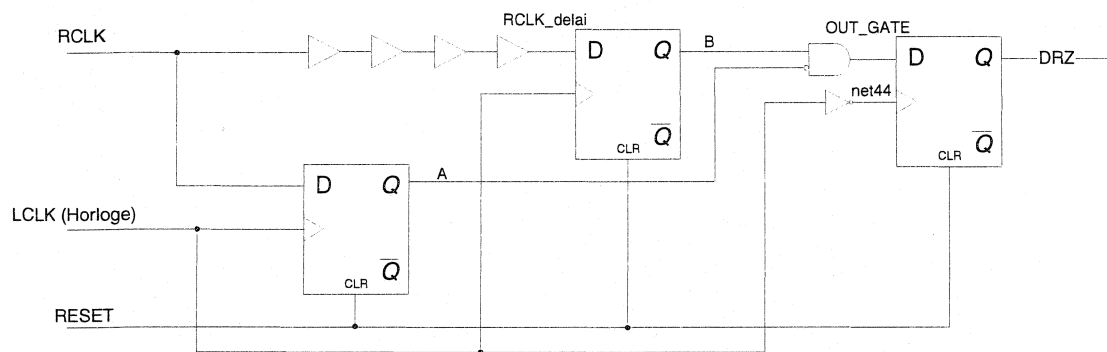 RCLK
RCLK_delai
D Q
Q
CLR
B
OUT_GATE
D Q
Q
CLR
DRZ
net44
A
D Q
Q
CLR
LCLK (Horloge)
RESET